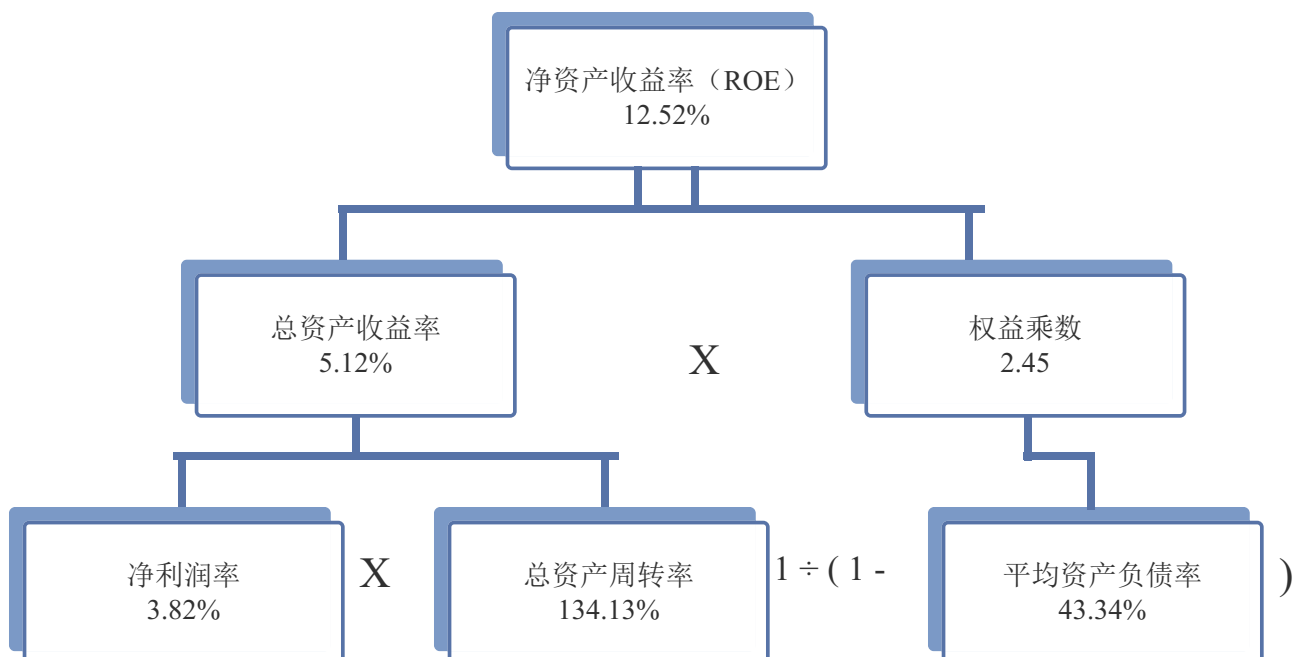 净资产收益率（ROE）
12.52%
总资产收益率
5.12%
X
权益乘数
2.45
净利润率
3.82%
X
总资产周转率
134.13%
1 ÷ ( 1 -
平均资产负债率
43.34%
)